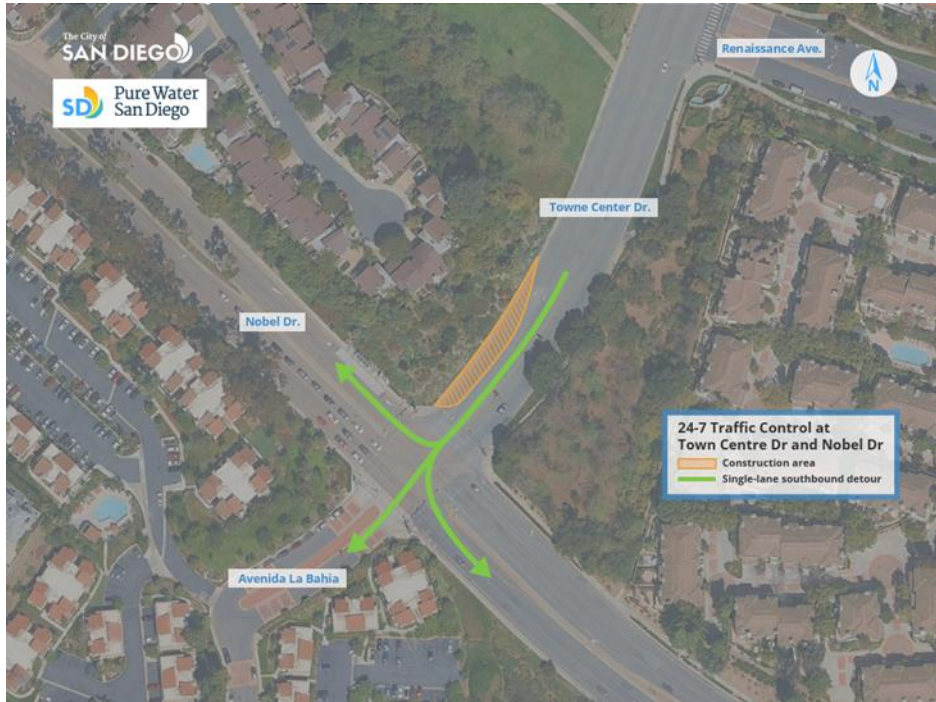 The City of
SAN DIEGO
SD
Pure Water
San Diego
Renaissance Ave.
N
Towne Center Dr.
Nobel Dr.
24-7 Traffic Control at
Town Centre Dr and Nobel Dr
Construction area
Single-lane southbound detour
Avenida La Bahia